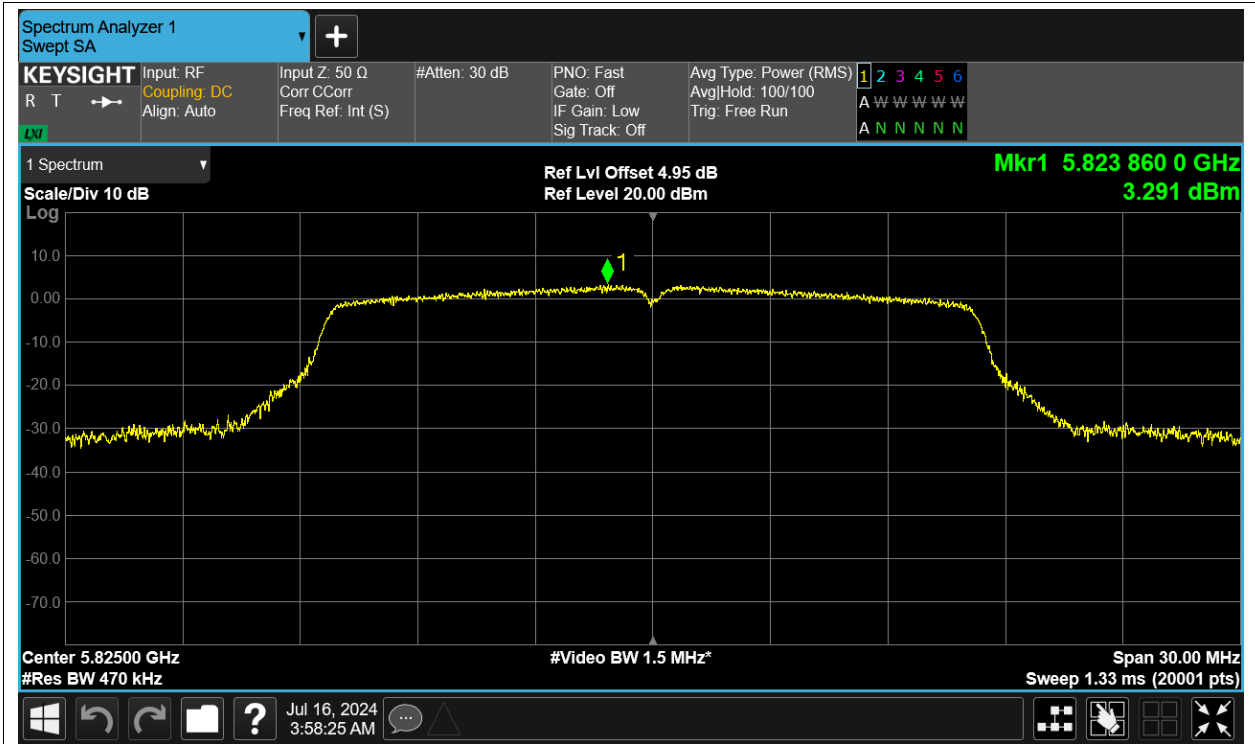 Spectrum Analyzer 1
Swept SA
KEYSIGHT
R T
LXI
Input: RF
Coupling: DC
Align: Auto
Input Z: 50 Ω
Corr CCorr
Freq Ref: Int (S)
#Atten: 30 dB
PNO: Fast
Gate: Off
IF Gain: Low
Sig Track: Off
Avg Type: Power (RMS)
Avg|Hold: 100/100
Trig: Free Run
1 2 3 4 5 6
A W W W W W
A N N N N N
1 Spectrum
Scale/Div 10 dB
Log
Ref Lvl Offset 4.95 dB
Ref Level 20.00 dBm
Mkr1 5.823 860 0 GHz
3.291 dBm
1
10.0
0.00
-10.0
-20.0
-30.0
-40.0
-50.0
-60.0
-70.0
Center 5.82500 GHz
#Res BW 470 kHz
#Video BW 1.5 MHz*
Span 30.00 MHz
Sweep 1.33 ms (20001 pts)
?
Jul 16, 2024
3:58:25 AM